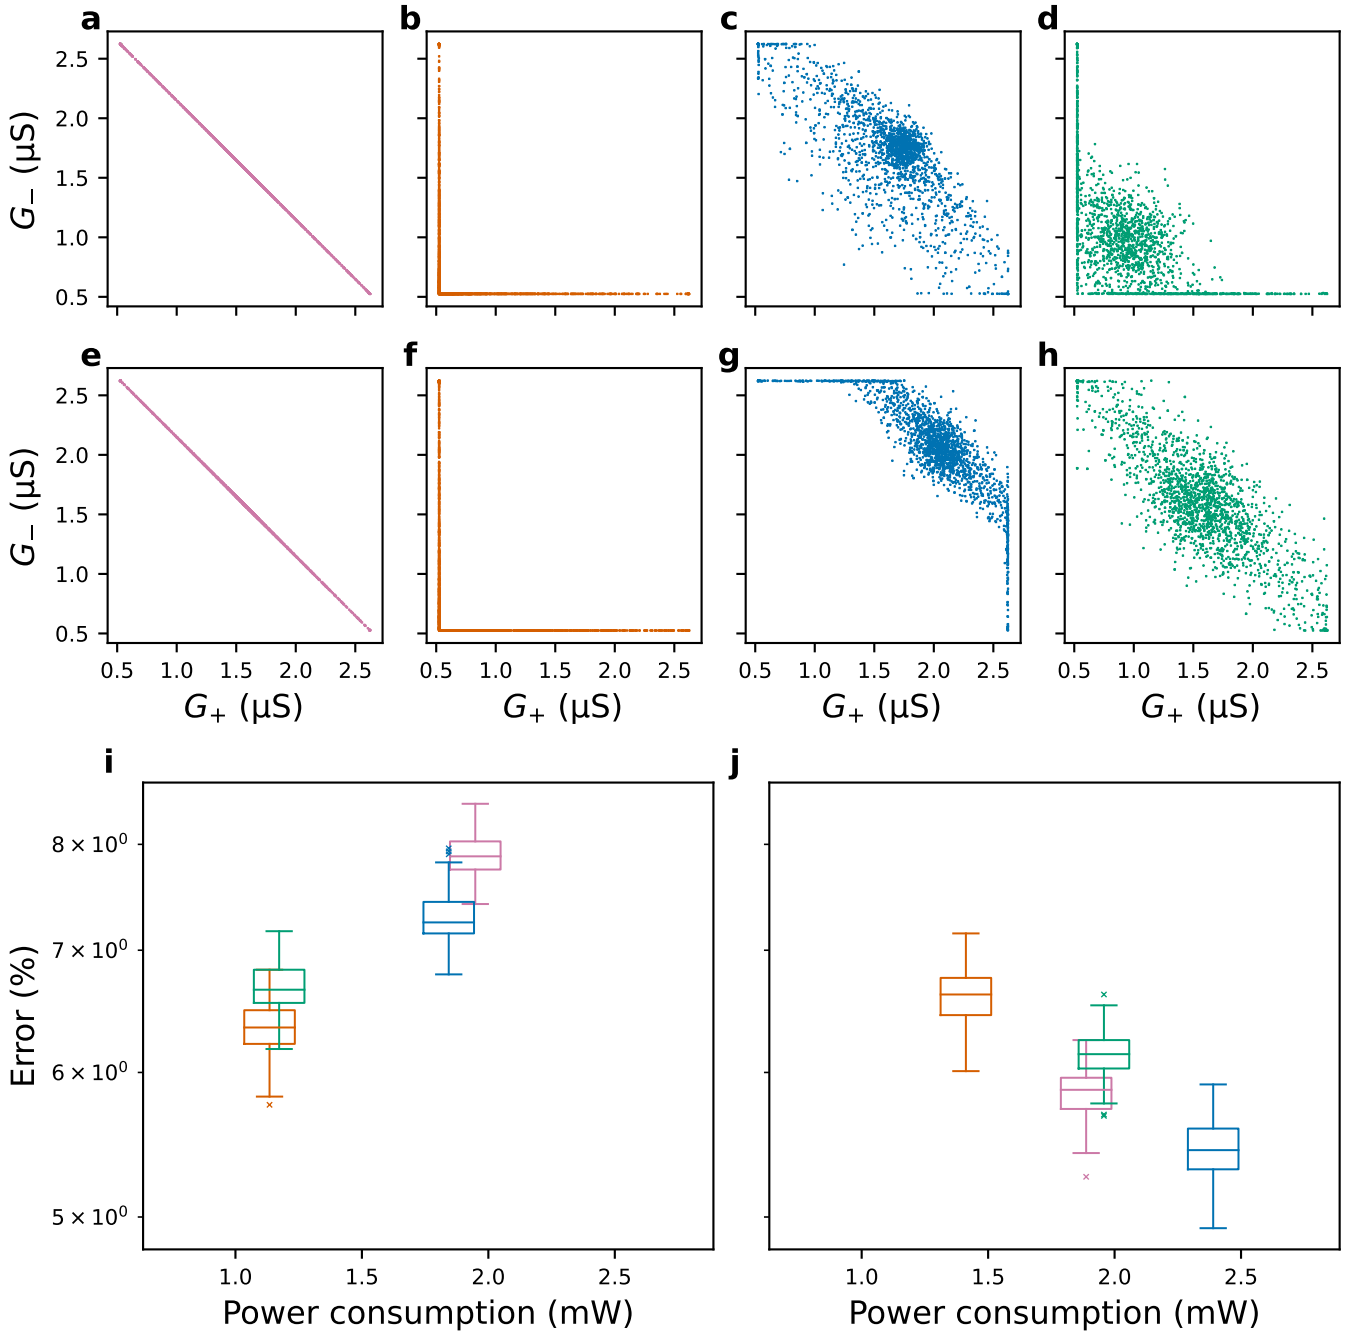 a b c d
2.5
2.0
1.5
1.0
0.5
G− (µS)
e f g h
2.5
2.0
1.5
1.0
0.5
G− (µS)
0.5 1.0 1.5 2.0 2.5 0.5 1.0 1.5 2.0 2.5 0.5 1.0 1.5 2.0 2.5 0.5 1.0 1.5 2.0 2.5
G+ (µS) G+ (µS) G+ (µS) G+ (µS)
i j
8 × 10⁰
7 × 10⁰
6 × 10⁰
5 × 10⁰
Error (%)
1.0 1.5 2.0 2.5 1.0 1.5 2.0 2.5
Power consumption (mW) Power consumption (mW)